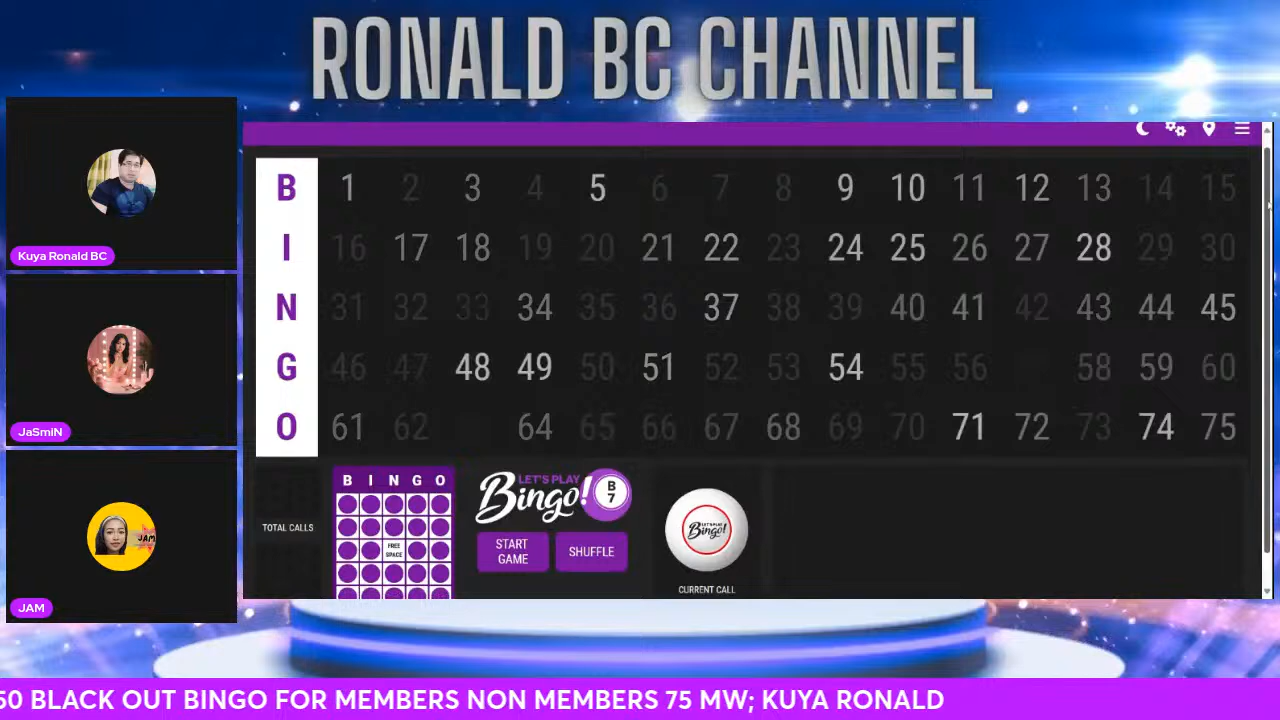 RONALD BC CHANNEL
Kuya Ronald BC
JaSmiN
JAM
B 1 2 3 4 5 6 7 8 9 10 11 12 13 14 15
I 16 17 18 19 20 21 22 23 24 25 26 27 28 29 30
N 31 32 33 34 35 36 37 38 39 40 41 42 43 44 45
G 46 47 48 49 50 51 52 53 54 55 56 58 59 60
O 61 62 64 65 66 67 68 69 70 71 72 73 74 75
TOTAL CALLS
B I N G O
FREE
SPACE
LET'S PLAY
Bingo!
B
7
START
GAME
SHUFFLE
LET'S PLAY
Bingo!
CURRENT CALL
50 BLACK OUT BINGO FOR MEMBERS NON MEMBERS 75 MW; KUYA RONALD